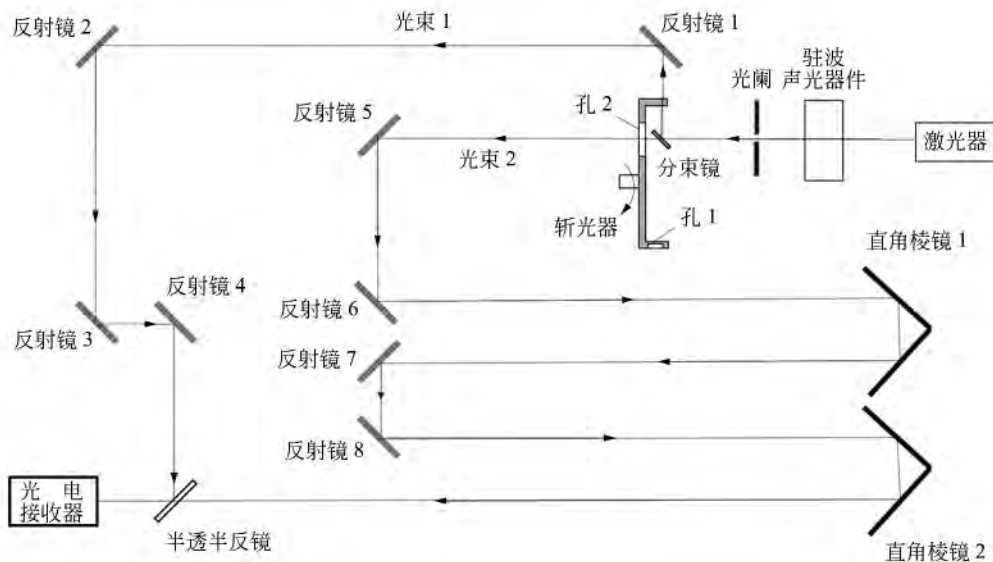 反射镜 2
光束 1
反射镜 1
驻波
声光器件
光阑
孔 2
反射镜 5
激光器
光束 2
分束镜
斩光器
孔 1
直角棱镜 1
反射镜 4
反射镜 6
反射镜 3
反射镜 7
反射镜 8
光 电
接收器
半透半反镜
直角棱镜 2